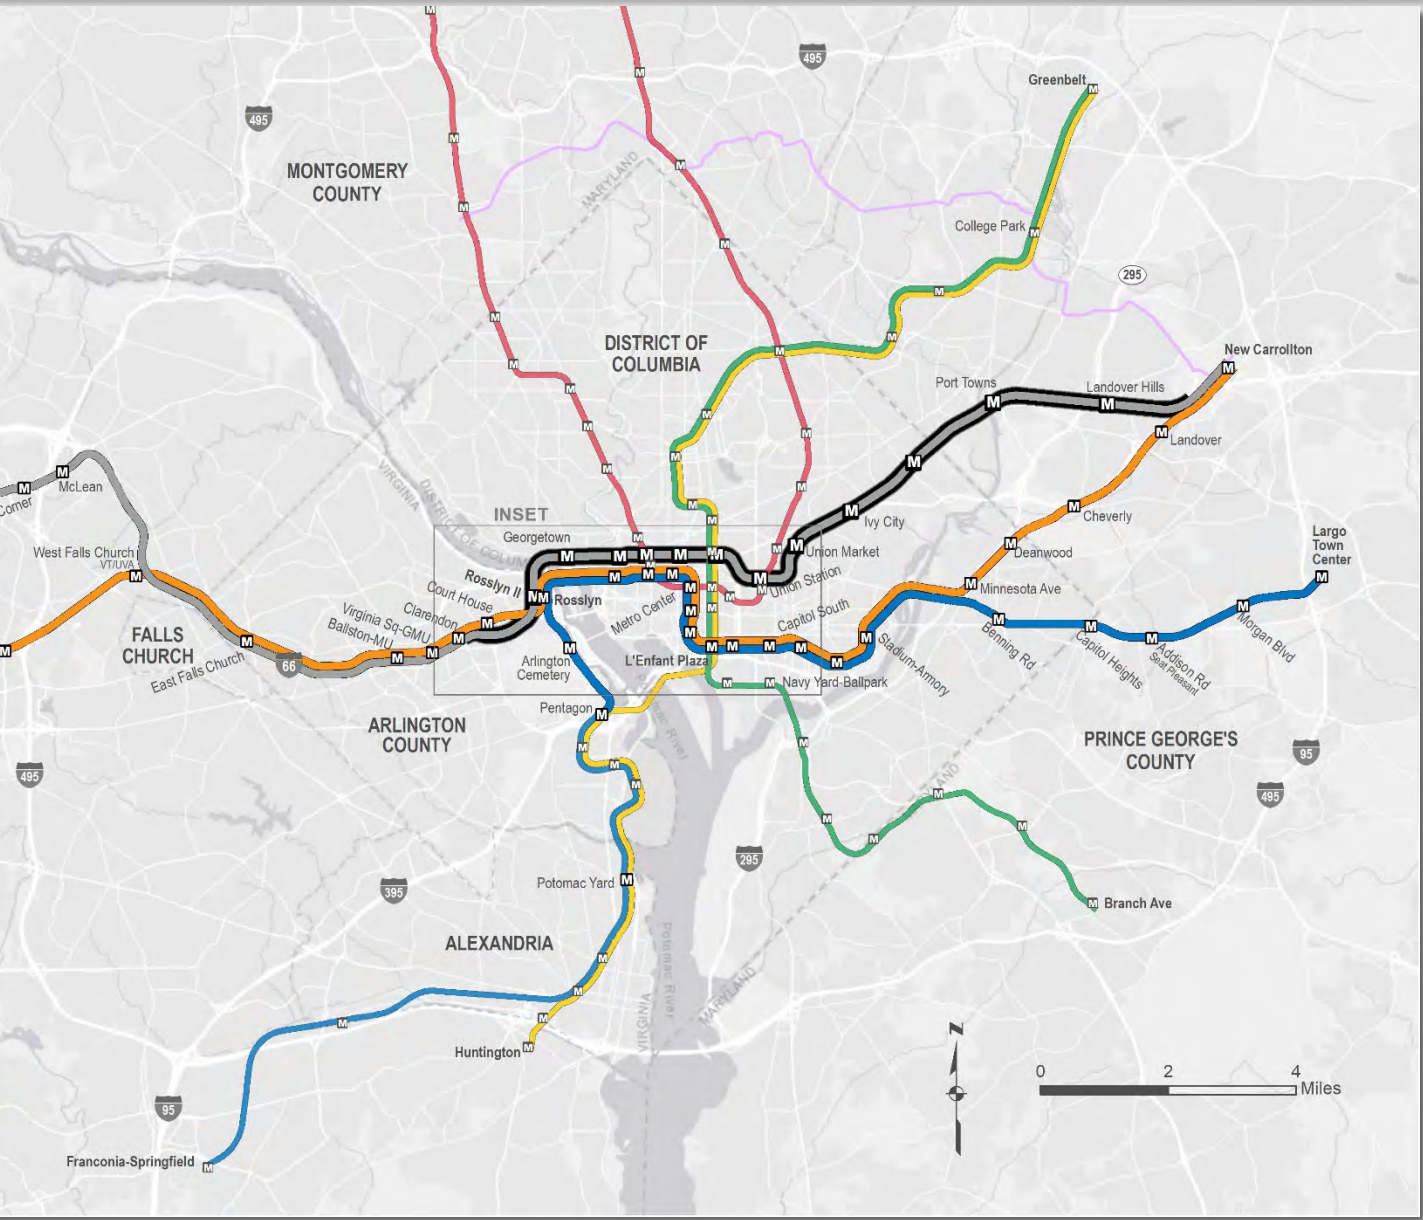 495
Greenbelt
495
MARYLAND
MONTGOMERY
COUNTY
College Park
295
DISTRICT OF
COLUMBIA
New Carrollton
Port Towns
Landover Hills
Landover
VIRGINIA
McLean
Corner
Cheverly
INSET
Ivy City
Georgetown
Largo
Town
Center
West Falls Church
VT/UVA
Union Market
Deanwood
Rosslyn II
Union Station
Minnesota Ave
Court House
Rosslyn
Clarendon
Metro Center
Capitol South
Virginia Sq-GMU
Ballston-MU
Morgan Blvd
FALLS
CHURCH
East Falls Church
66
Benning Rd
Capitol Heights
Addison Rd
Seat Pleasant
Stadium-Armory
Arlington
Cemetery
L'Enfant Plaza
Navy Yard-Ballpark
Pentagon
River
ARLINGTON
COUNTY
PRINCE GEORGE'S
COUNTY
95
495
495
295
395
Potomac Yard
Branch Ave
ALEXANDRIA
Potomac River
VIRGINIA
MARYLAND
Huntington
N
0 2 4
Miles
95
Franconia-Springfield